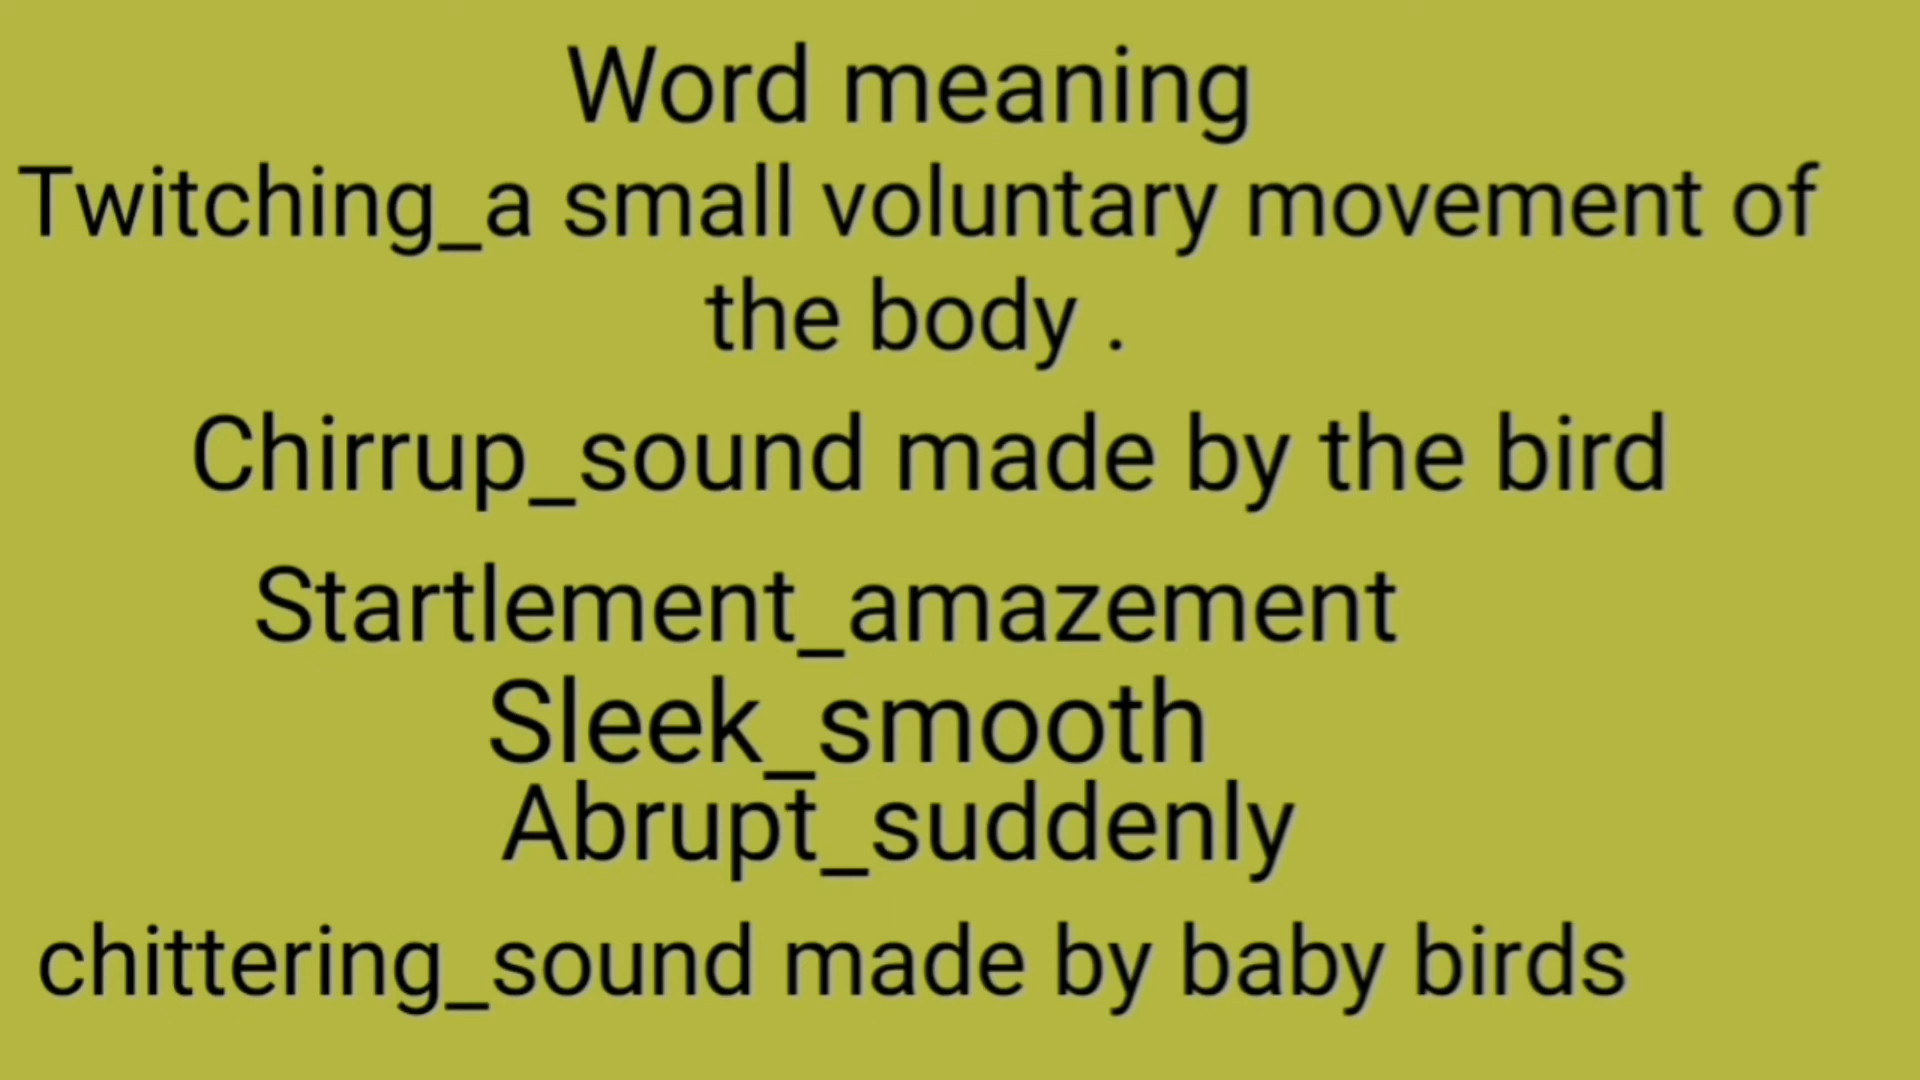 Word meaning
Twitching_a small voluntary movement of
the body .
Chirrup_sound made by the bird
Startlement_amazement
Sleek_smooth
Abrupt_suddenly
chittering_sound made by baby birds